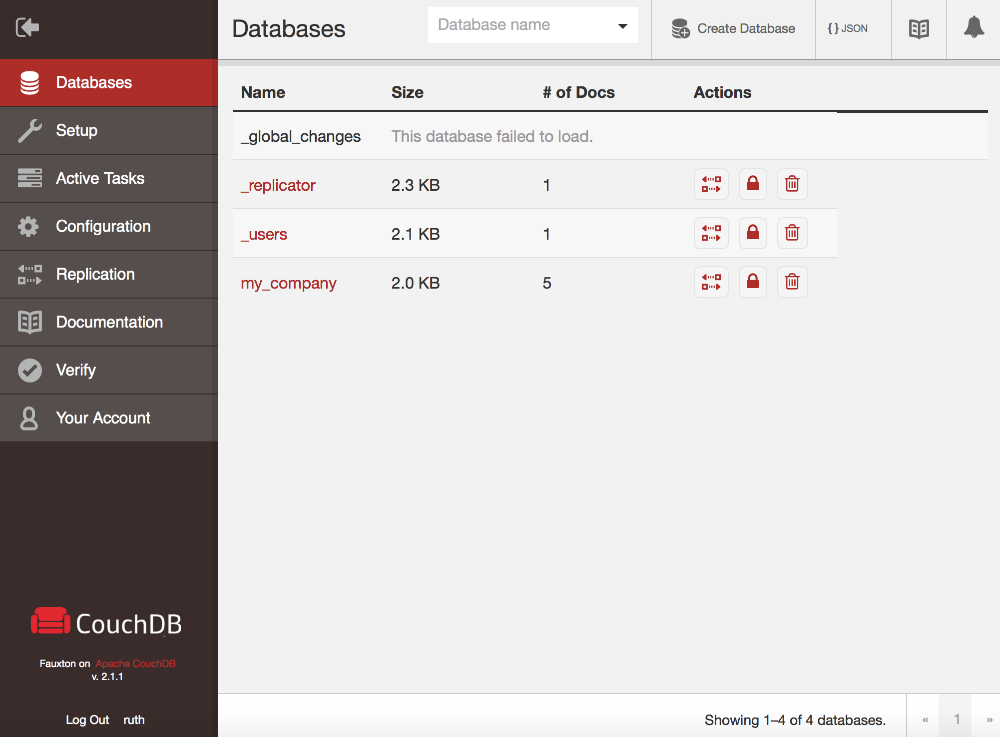 Databases
Database name
Create Database
{ } JSON
Databases
Setup
Active Tasks
Configuration
Replication
Documentation
Verify
Your Account
CouchDB
Fauxton on Apache CouchDB
v. 2.1.1
Log Out ruth
Name Size # of Docs Actions
_global_changes This database failed to load.
_replicator 2.3 KB 1
_users 2.1 KB 1
my_company 2.0 KB 5
Showing 1–4 of 4 databases.
« 1 »